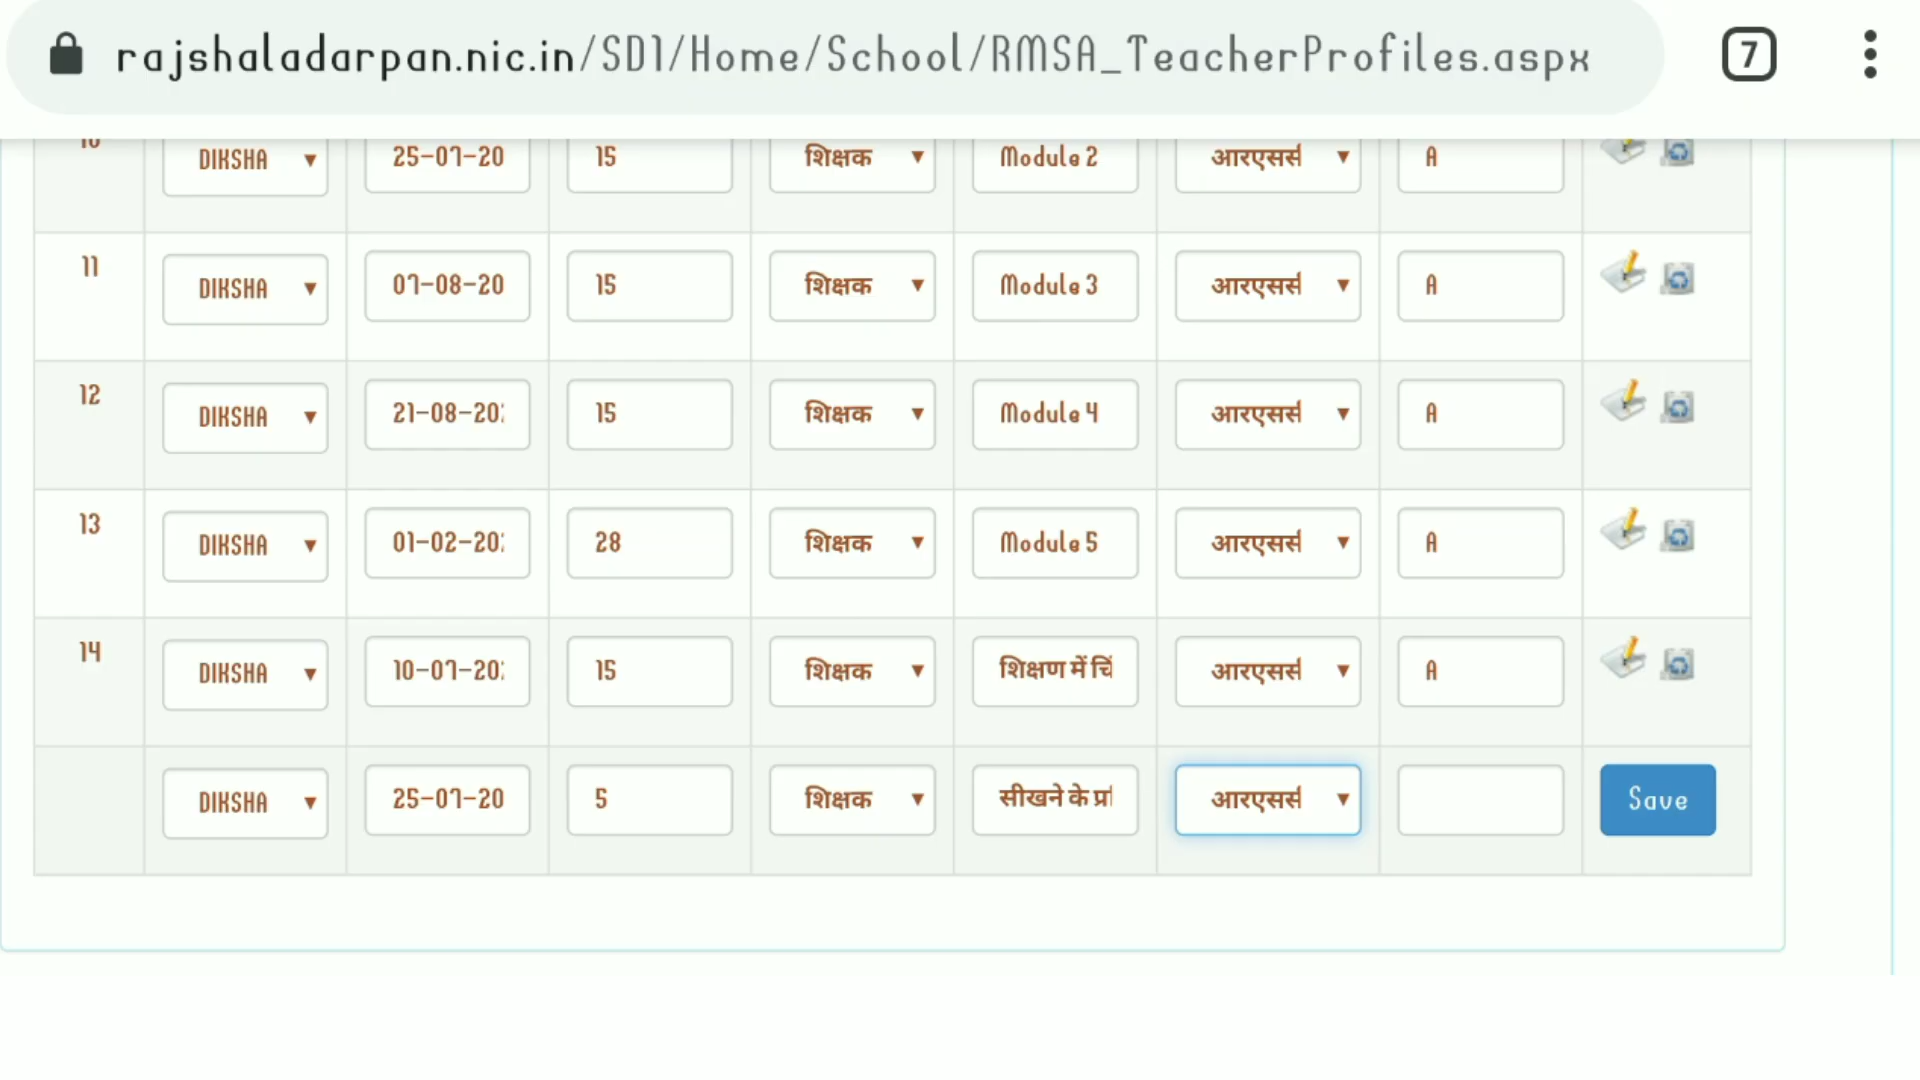 rajshaladarpan.nic.in/SD1/Home/School/RMSA_TeacherProfiles.aspx 7
10 DIKSHA 25-07-20 15 शिक्षक Module 2 आरएसस A
11 DIKSHA 07-08-20 15 शिक्षक Module 3 आरएसस A
12 DIKSHA 21-08-20 15 शिक्षक Module 4 आरएसस A
13 DIKSHA 01-02-20 28 शिक्षक Module 5 आरएसस A
14 DIKSHA 10-07-20 15 शिक्षक शिक्षण में चि आरएसस A
DIKSHA 25-07-20 5 शिक्षक सीखने के प्र आरएसस Save